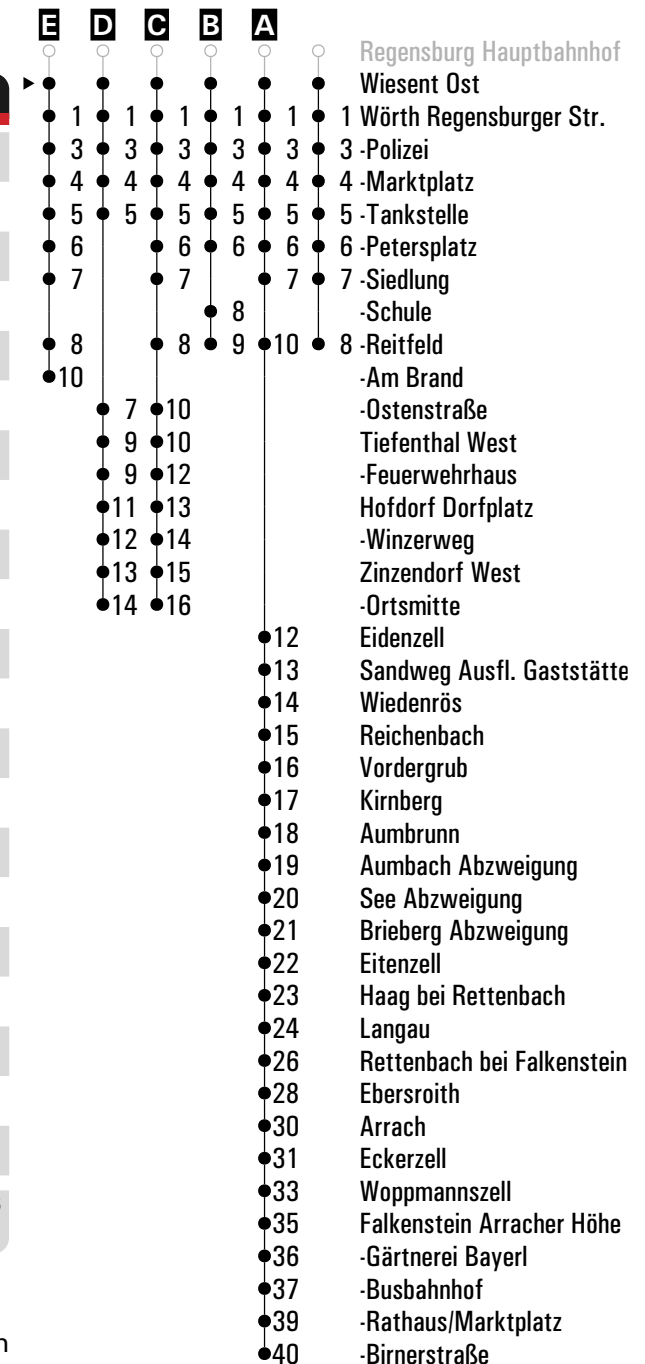 E D C B A
Regensburg Hauptbahnhof
Wiesent Ost
1 1 1 1 1 1 Wörth Regensburger Str.
3 3 3 3 3 3 -Polizei
4 4 4 4 4 4 -Marktplatz
5 5 5 5 5 5 -Tankstelle
6 6 6 6 6 -Petersplatz
7 7 7 7 -Siedlung
8 -Schule
8 8 9 10 8 -Reitfeld
10 -Am Brand
7 10 -Ostenstraße
9 10 Tiefenthal West
9 12 -Feuerwehrhaus
11 13 Hofdorf Dorfplatz
12 14 -Winzerweg
13 15 Zinzendorf West
14 16 -Ortsmitte
12 Eidenzell
13 Sandweg Ausfl. Gaststätte
14 Wiedenrös
15 Reichenbach
16 Vordergrub
17 Kirnberg
18 Aumbrunn
19 Aumbach Abzweigung
20 See Abzweigung
21 Brieberg Abzweigung
22 Eitenzell
23 Haag bei Rettenbach
24 Langau
26 Rettenbach bei Falkenstein
28 Ebersroith
30 Arrach
31 Eckerzell
33 Woppmannszell
35 Falkenstein Arracher Höhe
36 -Gärtnerei Bayerl
37 -Busbahnhof
39 -Rathaus/Marktplatz
40 -Birnerstraße